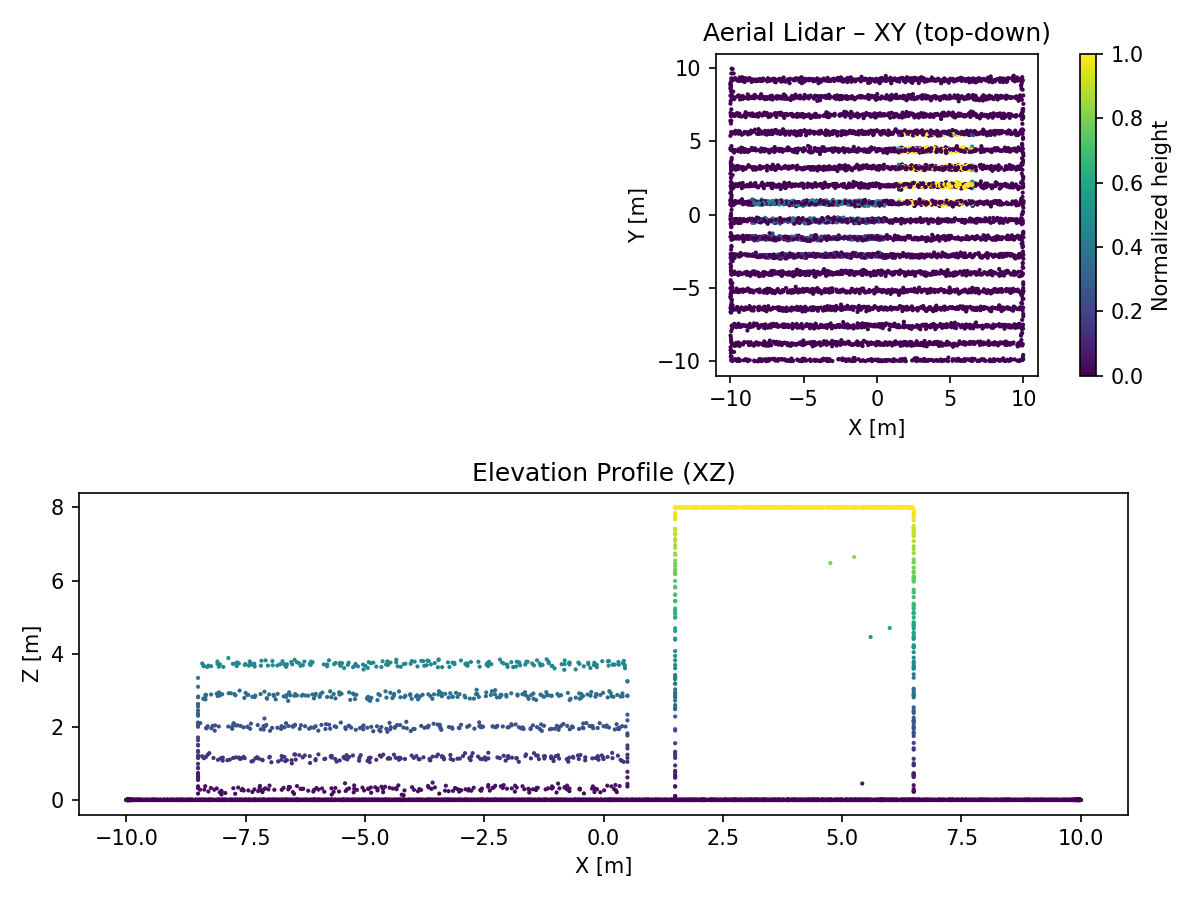 Aerial Lidar – XY (top-down)
10
5
0
−5
−10
Y [m]
−10 −5 0 5 10
X [m]
1.0
0.8
0.6
0.4
0.2
0.0
Normalized height
Elevation Profile (XZ)
8
6
4
2
0
Z [m]
−10.0 −7.5 −5.0 −2.5 0.0 2.5 5.0 7.5 10.0
X [m]